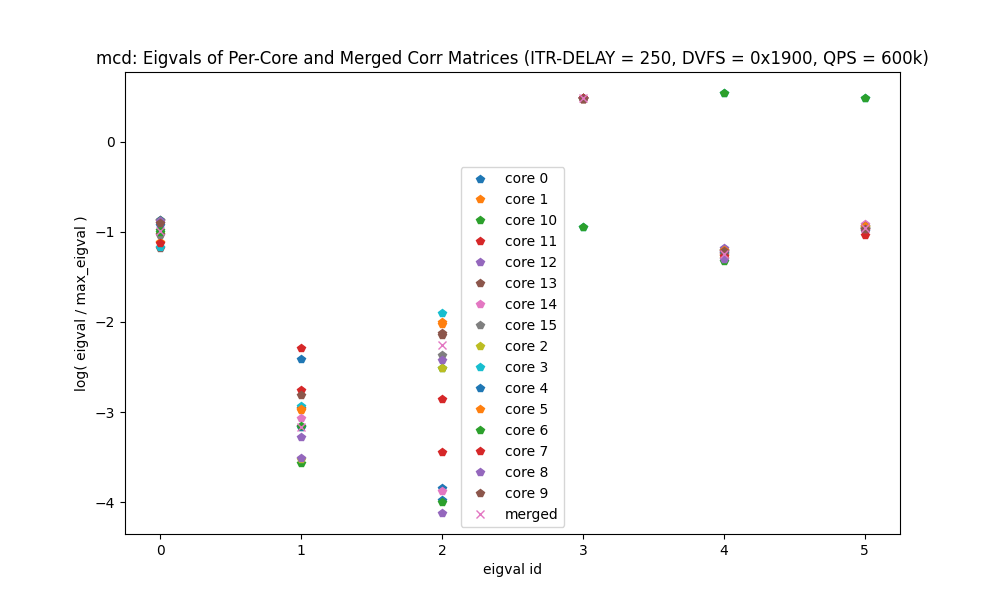 mcd: Eigvals of Per-Core and Merged Corr Matrices (ITR-DELAY = 250, DVFS = 0x1900, QPS = 600k)
log( eigval / max_eigval )
0
−1
−2
−3
−4
core 0
core 1
core 10
core 11
core 12
core 13
core 14
core 15
core 2
core 3
core 4
core 5
core 6
core 7
core 8
core 9
merged
0 1 2 3 4 5
eigval id